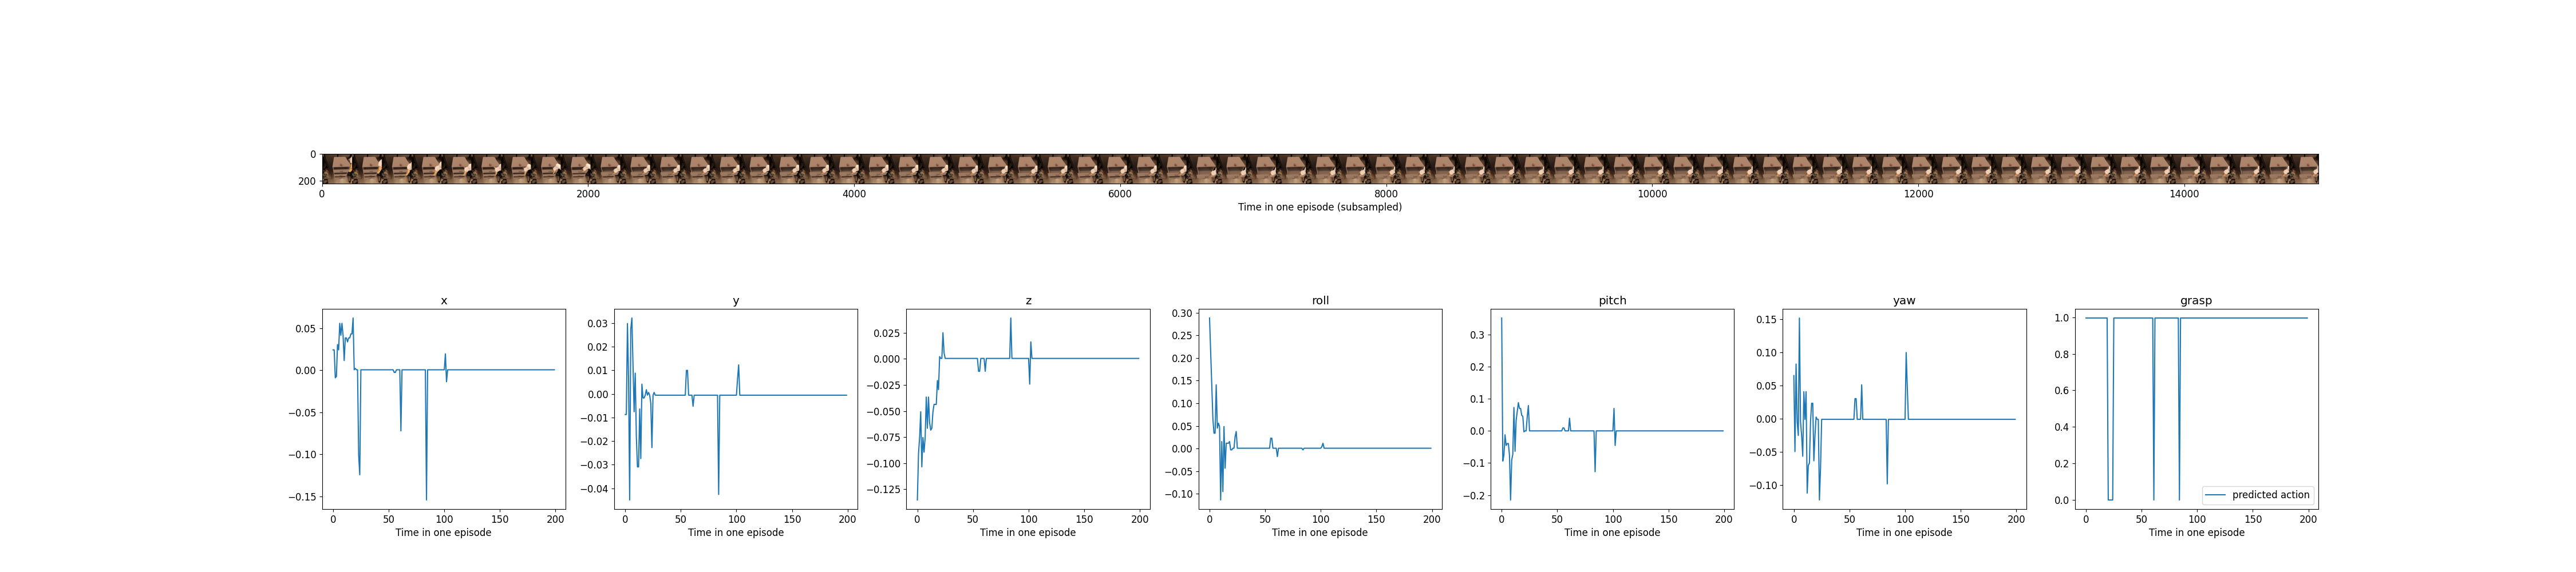 0
200
0 2000 4000 6000 8000 10000 12000 14000
Time in one episode (subsampled)
x y z roll pitch yaw grasp
0.05
0.00
−0.05
−0.10
−0.15
0 50 100 150 200
Time in one episode
0.03
0.02
0.01
0.00
−0.01
−0.02
−0.03
−0.04
0 50 100 150 200
Time in one episode
0.025
0.000
−0.025
−0.050
−0.075
−0.100
−0.125
0 50 100 150 200
Time in one episode
0.30
0.25
0.20
0.15
0.10
0.05
0.00
−0.05
−0.10
0 50 100 150 200
Time in one episode
0.3
0.2
0.1
0.0
−0.1
−0.2
0 50 100 150 200
Time in one episode
0.15
0.10
0.05
0.00
−0.05
−0.10
0 50 100 150 200
Time in one episode
1.0
0.8
0.6
0.4
0.2
0.0
predicted action
0 50 100 150 200
Time in one episode